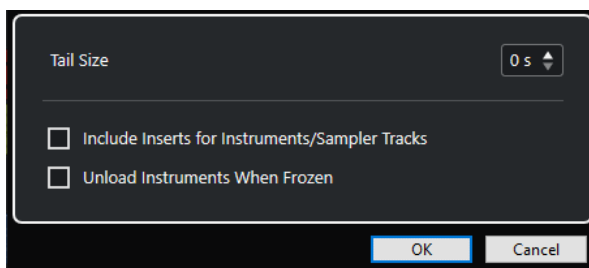 Tail Size
0 s
Include Inserts for Instruments/Sampler Tracks
Unload Instruments When Frozen
OK
Cancel